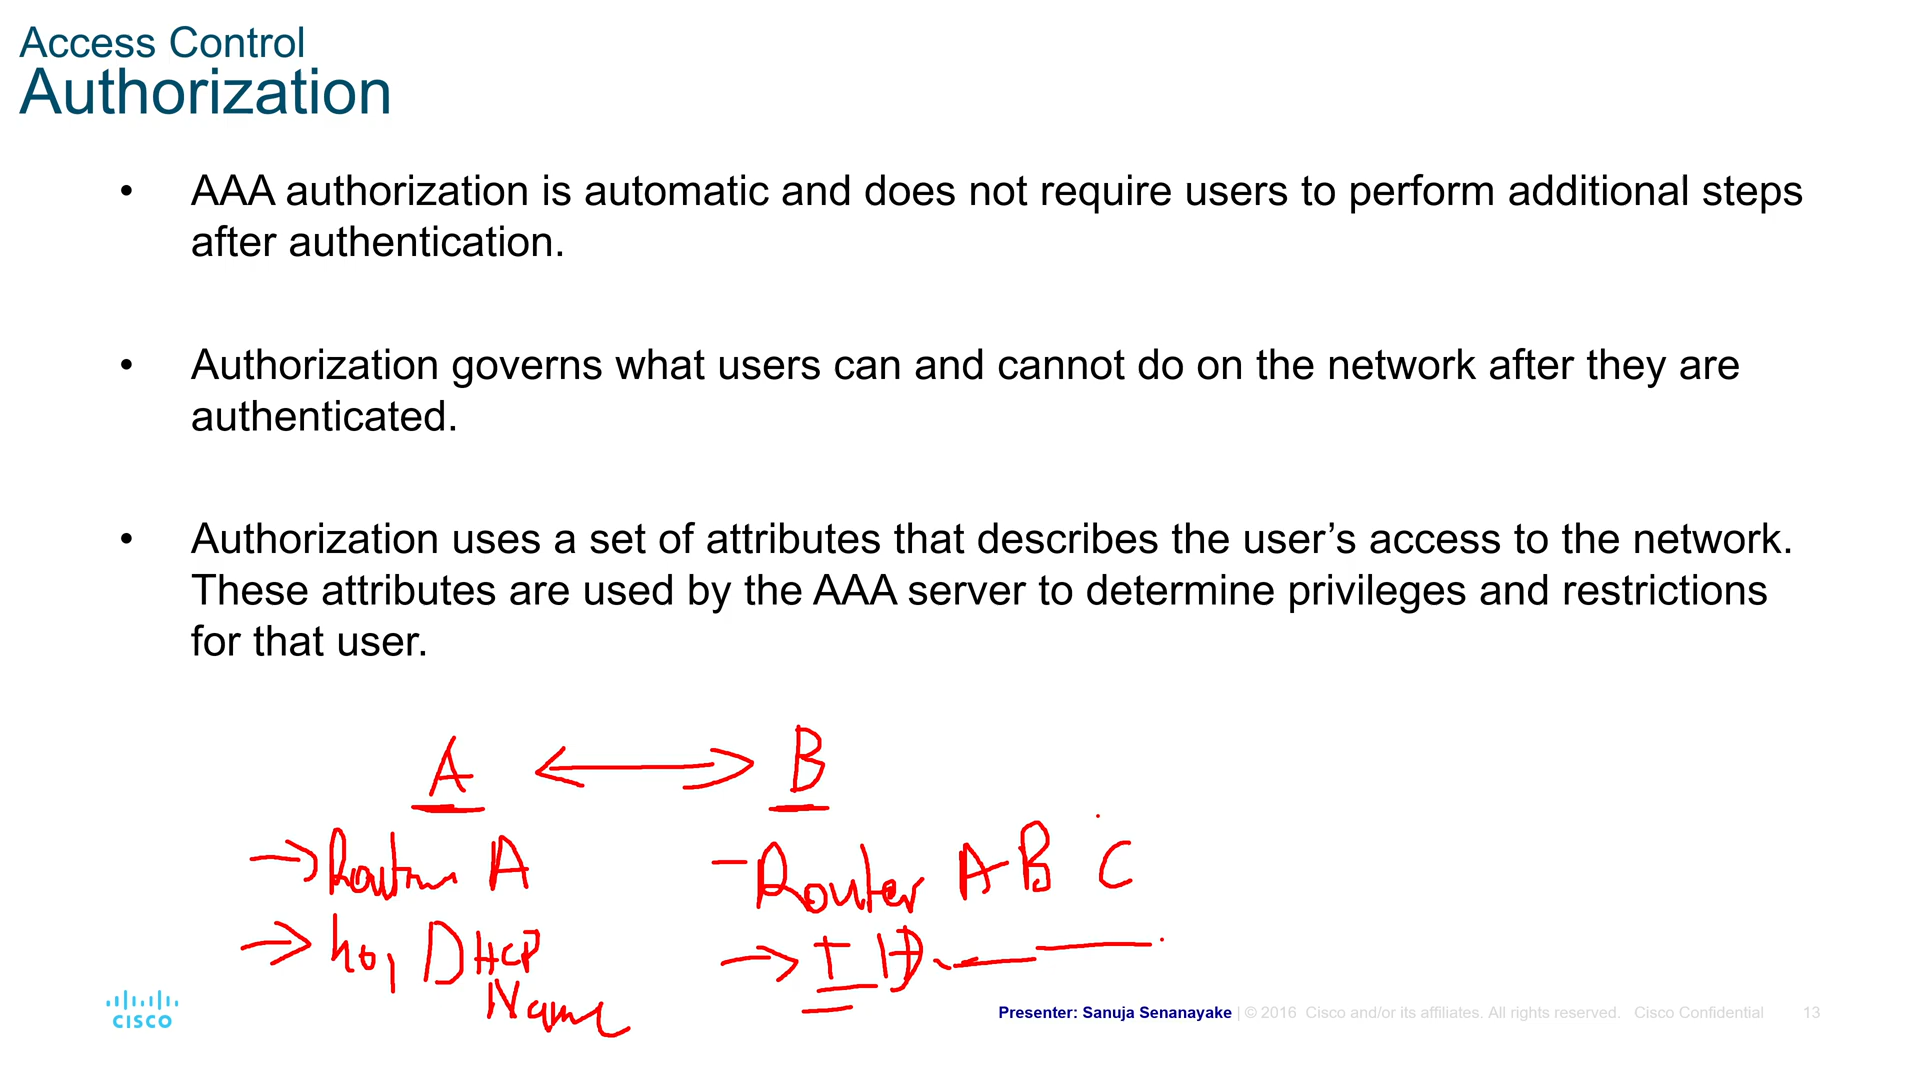 Access Control
Authorization
• AAA authorization is automatic and does not require users to perform additional steps
after authentication.
• Authorization governs what users can and cannot do on the network after they are
authenticated.
• Authorization uses a set of attributes that describes the user’s access to the network.
These attributes are used by the AAA server to determine privileges and restrictions
for that user.
A B
A
Router A B C
DHCP
Name
CISCO
Presenter: Sanuja Senanayake | © 2016 Cisco and/or its affiliates. All rights reserved. Cisco Confidential 13